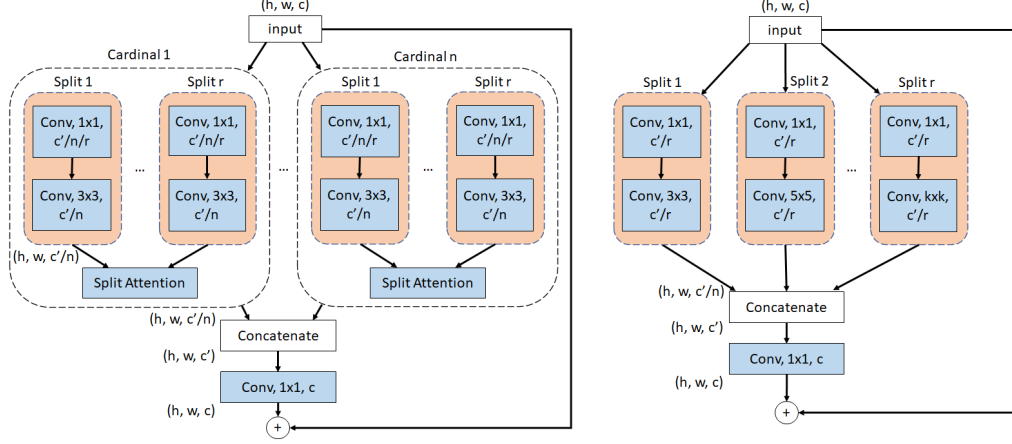 (h, w, c)
input
Cardinal 1
Cardinal n
Split 1
Split r
Split 1
Split r
Conv, 1x1,
c’/n/r
Conv, 1x1,
c’/n/r
Conv, 1x1,
c’/n/r
Conv, 1x1,
c’/n/r
...
...
...
Conv, 3x3,
c’/n
Conv, 3x3,
c’/n
Conv, 3x3,
c’/n
Conv, 3x3,
c’/n
(h, w, c’/n)
Split Attention
Split Attention
(h, w, c’/n)
Concatenate
(h, w, c’)
Conv, 1x1, c
(h, w, c)
+
(h, w, c)
input
Split 1
Split 2
Split r
Conv, 1x1,
c’/r
Conv, 1x1,
c’/r
Conv, 1x1,
c’/r
...
Conv, 3x3,
c’/r
Conv, 5x5,
c’/r
Conv, kxk,
c’/r
(h, w, c’/n)
Concatenate
(h, w, c’)
Conv, 1x1, c
(h, w, c)
+